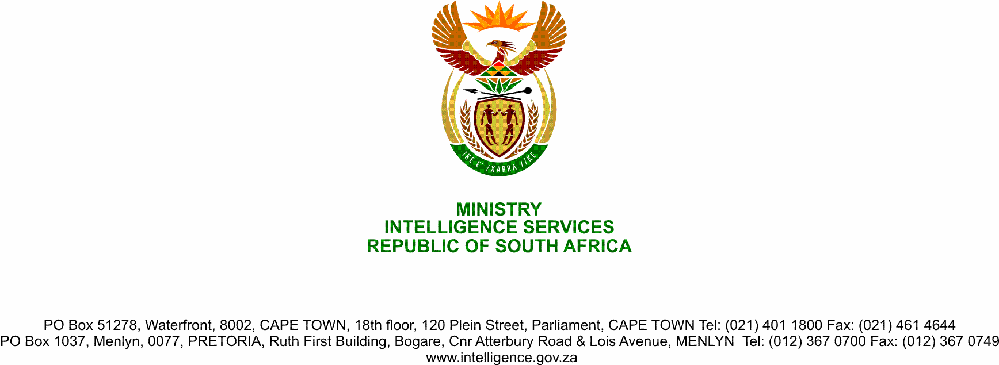 !KE E: /XARRA //KE
MINISTRY
INTELLIGENCE SERVICES
REPUBLIC OF SOUTH AFRICA
PO Box 51278, Waterfront, 8002, CAPE TOWN, 18th floor, 120 Plein Street, Parliament, CAPE TOWN Tel: (021) 401 1800 Fax: (021) 461 4644
PO Box 1037, Menlyn, 0077, PRETORIA, Ruth First Building, Bogare, Cnr Atterbury Road & Lois Avenue, MENLYN  Tel: (012) 367 0700 Fax: (012) 367 0749
www.intelligence.gov.za